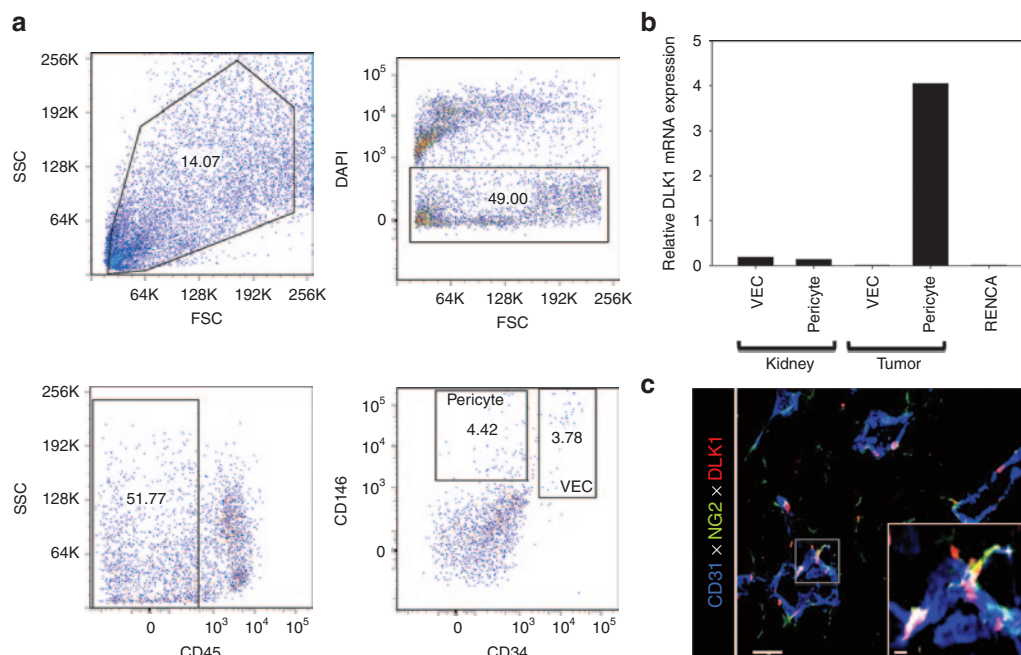 a
256K
192K
128K
64K
SSC
14.07
64K 128K 192K 256K
FSC
10^5
10^4
10^3
0
DAPI
49.00
64K 128K 192K 256K
FSC
256K
192K
128K
64K
SSC
51.77
0 10^3 10^4 10^5
CD45
10^5
10^4
10^3
0
CD146
Pericyte
4.42
3.78
VEC
0 10^3 10^4 10^5
CD34
b
5
4
3
2
1
0
Relative DLK1 mRNA expression
VEC
Pericyte
VEC
Pericyte
RENCA
Kidney
Tumor
c
CD31 × NG2 × DLK1